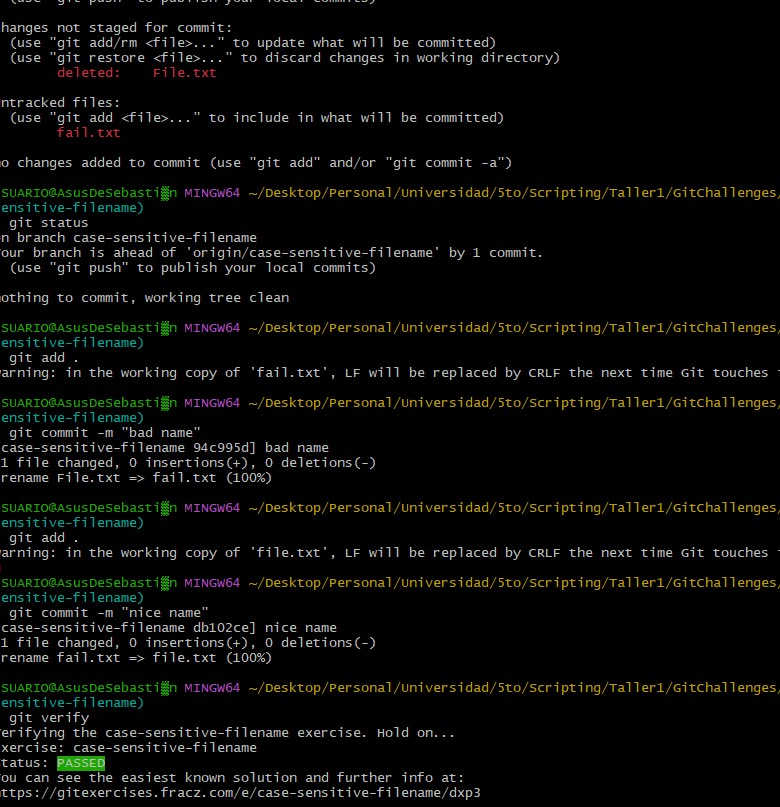 (use "git push" to publish your local commits)
hanges not staged for commit:
(use "git add/rm <file>..." to update what will be committed)
(use "git restore <file>..." to discard changes in working directory)
deleted: File.txt
ntracked files:
(use "git add <file>..." to include in what will be committed)
fail.txt
o changes added to commit (use "git add" and/or "git commit -a")
SUARIO@AsusDeSebasti▒n MINGW64 ~/Desktop/Personal/Universidad/5to/Scripting/Taller1/GitChallenges/
ensitive-filename)
git status
n branch case-sensitive-filename
our branch is ahead of 'origin/case-sensitive-filename' by 1 commit.
(use "git push" to publish your local commits)
othing to commit, working tree clean
SUARIO@AsusDeSebasti▒n MINGW64 ~/Desktop/Personal/Universidad/5to/Scripting/Taller1/GitChallenges/
ensitive-filename)
git add .
arning: in the working copy of 'fail.txt', LF will be replaced by CRLF the next time Git touches
SUARIO@AsusDeSebasti▒n MINGW64 ~/Desktop/Personal/Universidad/5to/Scripting/Taller1/GitChallenges/
ensitive-filename)
git commit -m "bad name"
case-sensitive-filename 94c995d] bad name
1 file changed, 0 insertions(+), 0 deletions(-)
rename File.txt => fail.txt (100%)
SUARIO@AsusDeSebasti▒n MINGW64 ~/Desktop/Personal/Universidad/5to/Scripting/Taller1/GitChallenges/
ensitive-filename)
git add .
arning: in the working copy of 'file.txt', LF will be replaced by CRLF the next time Git touches
SUARIO@AsusDeSebasti▒n MINGW64 ~/Desktop/Personal/Universidad/5to/Scripting/Taller1/GitChallenges/
ensitive-filename)
git commit -m "nice name"
case-sensitive-filename db102ce] nice name
1 file changed, 0 insertions(+), 0 deletions(-)
rename fail.txt => file.txt (100%)
SUARIO@AsusDeSebasti▒n MINGW64 ~/Desktop/Personal/Universidad/5to/Scripting/Taller1/GitChallenges/
ensitive-filename)
git verify
erifying the case-sensitive-filename exercise. Hold on...
xercise: case-sensitive-filename
tatus: PASSED
ou can see the easiest known solution and further info at:
ttps://gitexercises.fracz.com/e/case-sensitive-filename/dxp3